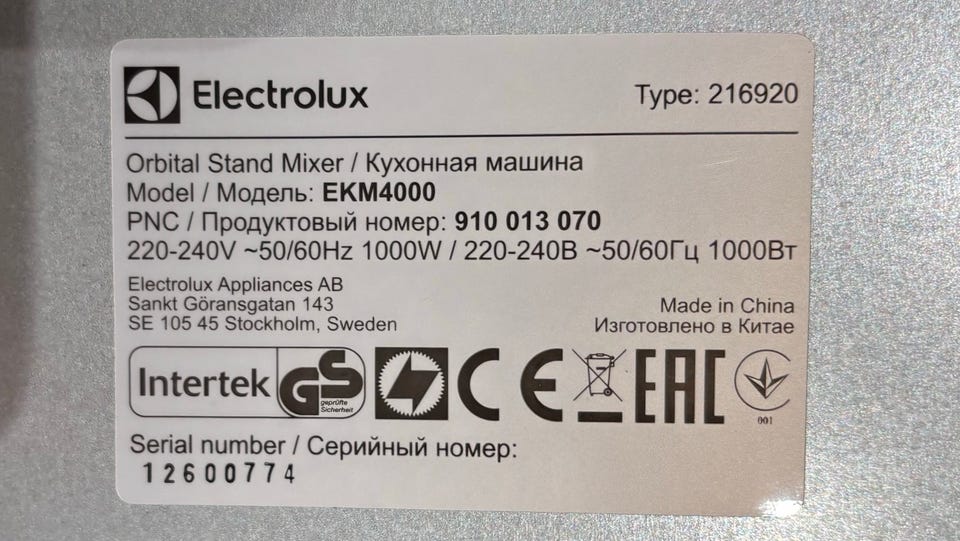 Electrolux
Type: 216920
Orbital Stand Mixer / Кухонная машина
Model / Модель: EKM4000
PNC / Продуктовый номер: 910 013 070
220-240V ~50/60Hz 1000W / 220-240В ~50/60Гц 1000Вт
Electrolux Appliances AB
Sankt Göransgatan 143
SE 105 45 Stockholm, Sweden
Made in China
Изготовлено в Китае
Intertek GS geprüfte Sicherheit CE EAC
001
Serial number / Серийный номер:
12600774